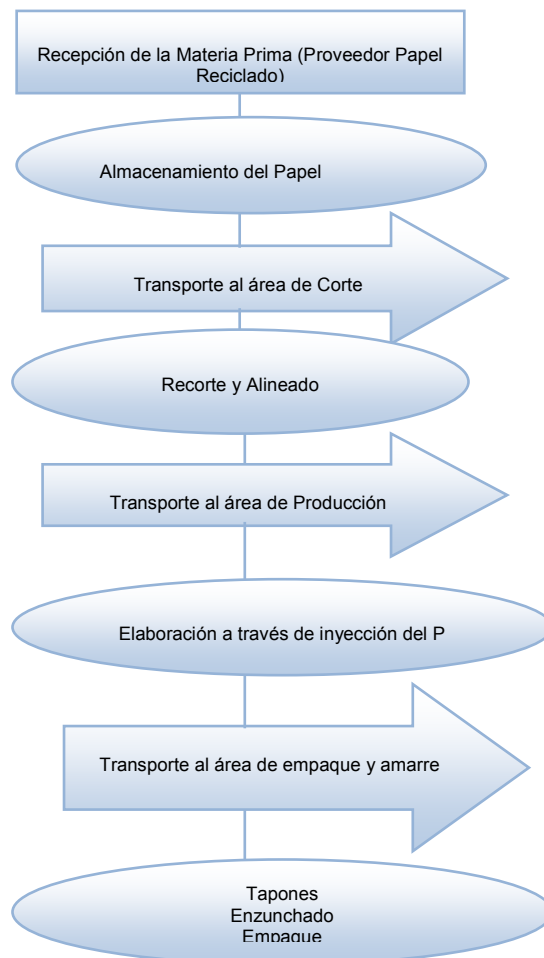 Recepción de la Materia Prima (Proveedor Papel
Reciclado)
Almacenamiento del Papel
Transporte al área de Corte
Recorte y Alineado
Transporte al área de Producción
Elaboración a través de inyección del P
Transporte al área de empaque y amarre
Tapones
Enzunchado
Empaque